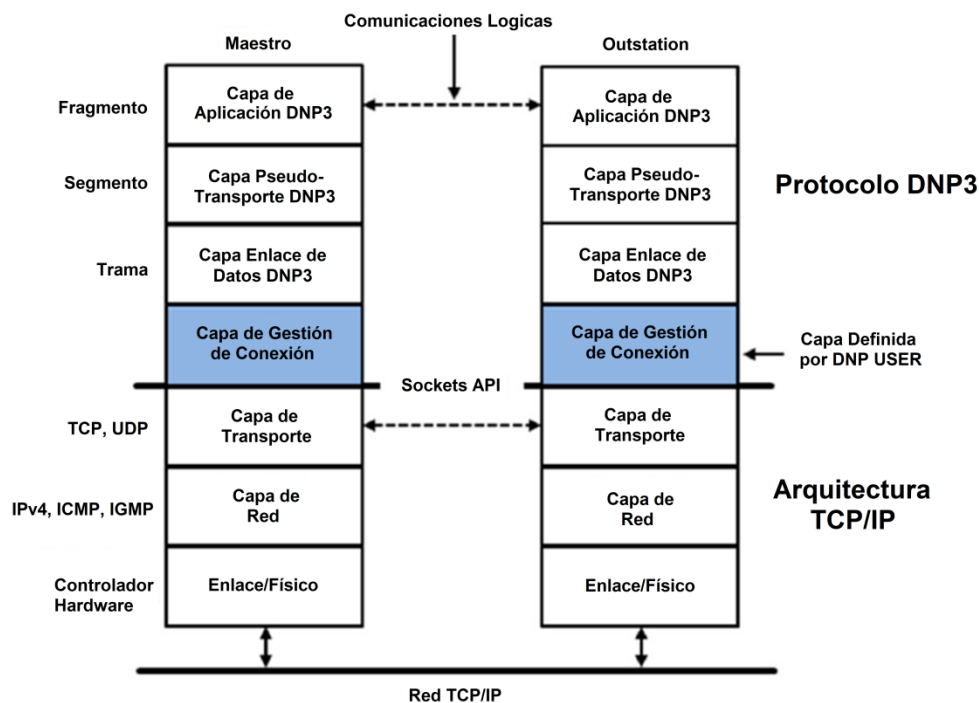 Comunicaciones Logicas
Maestro
Outstation
Fragmento
Capa de
Aplicación DNP3
Capa de
Aplicación DNP3
Segmento
Capa Pseudo-
Transporte DNP3
Capa Pseudo-
Transporte DNP3
Protocolo DNP3
Trama
Capa Enlace de
Datos DNP3
Capa Enlace de
Datos DNP3
Capa de Gestión
de Conexión
Capa de Gestión
de Conexión
Capa Definida
por DNP USER
Sockets API
TCP, UDP
Capa de
Transporte
Capa de
Transporte
IPv4, ICMP, IGMP
Capa de
Red
Capa de
Red
Arquitectura
TCP/IP
Controlador
Hardware
Enlace/Físico
Enlace/Físico
Red TCP/IP